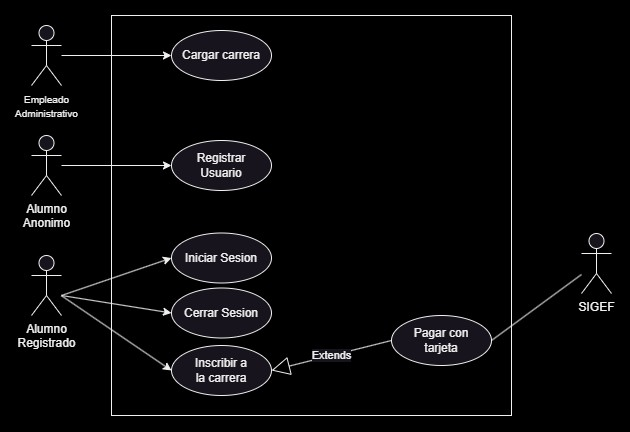 Cargar carrera
Empleado
Administrativo
Registrar
Usuario
Alumno
Anonimo
Iniciar Sesion
Cerrar Sesion
SIGEF
Alumno
Registrado
Pagar con
tarjeta
Extends
Inscribir a
la carrera